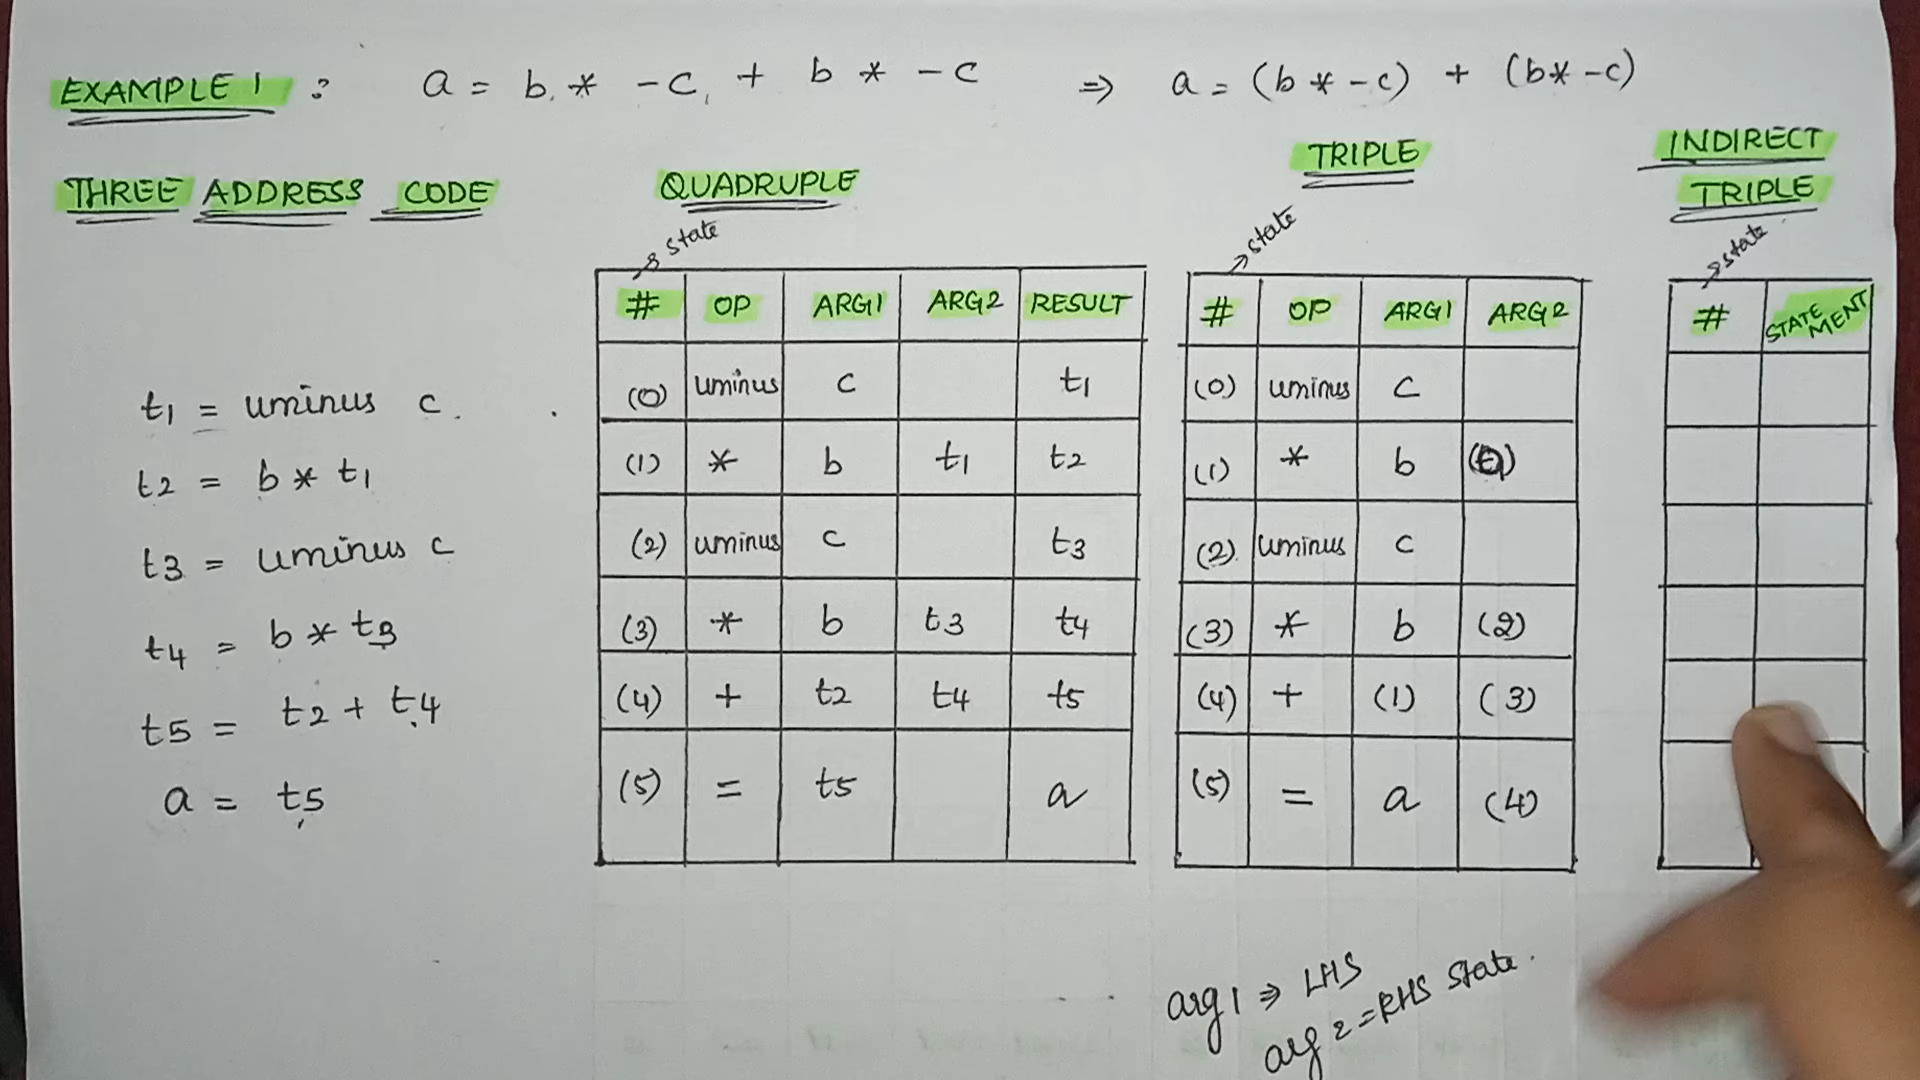 EXAMPLE 1 : a = b * -c + b * -c ⇒ a = (b * -c) + (b* -c)
THREE ADDRESS CODE
t1 = uminus c.
t2 = b * t1
t3 = uminus c
t4 = b * t3
t5 = t2 + t4
a = t5
QUADRUPLE
state
# OP ARG1 ARG2 RESULT
(0) uminus c t1
(1) * b t1 t2
(2) uminus c t3
(3) * b t3 t4
(4) + t2 t4 t5
(5) = t5 a
TRIPLE
state
# OP ARG1 ARG2
(0) uminus c
(1) * b
(2) uminus c
(3) * b (2)
(4) + (1) (3)
(5) = a (4)
INDIRECT
TRIPLE
state
# STATE
MENT
arg1 ⇒ LHS
arg2 = RHS state.